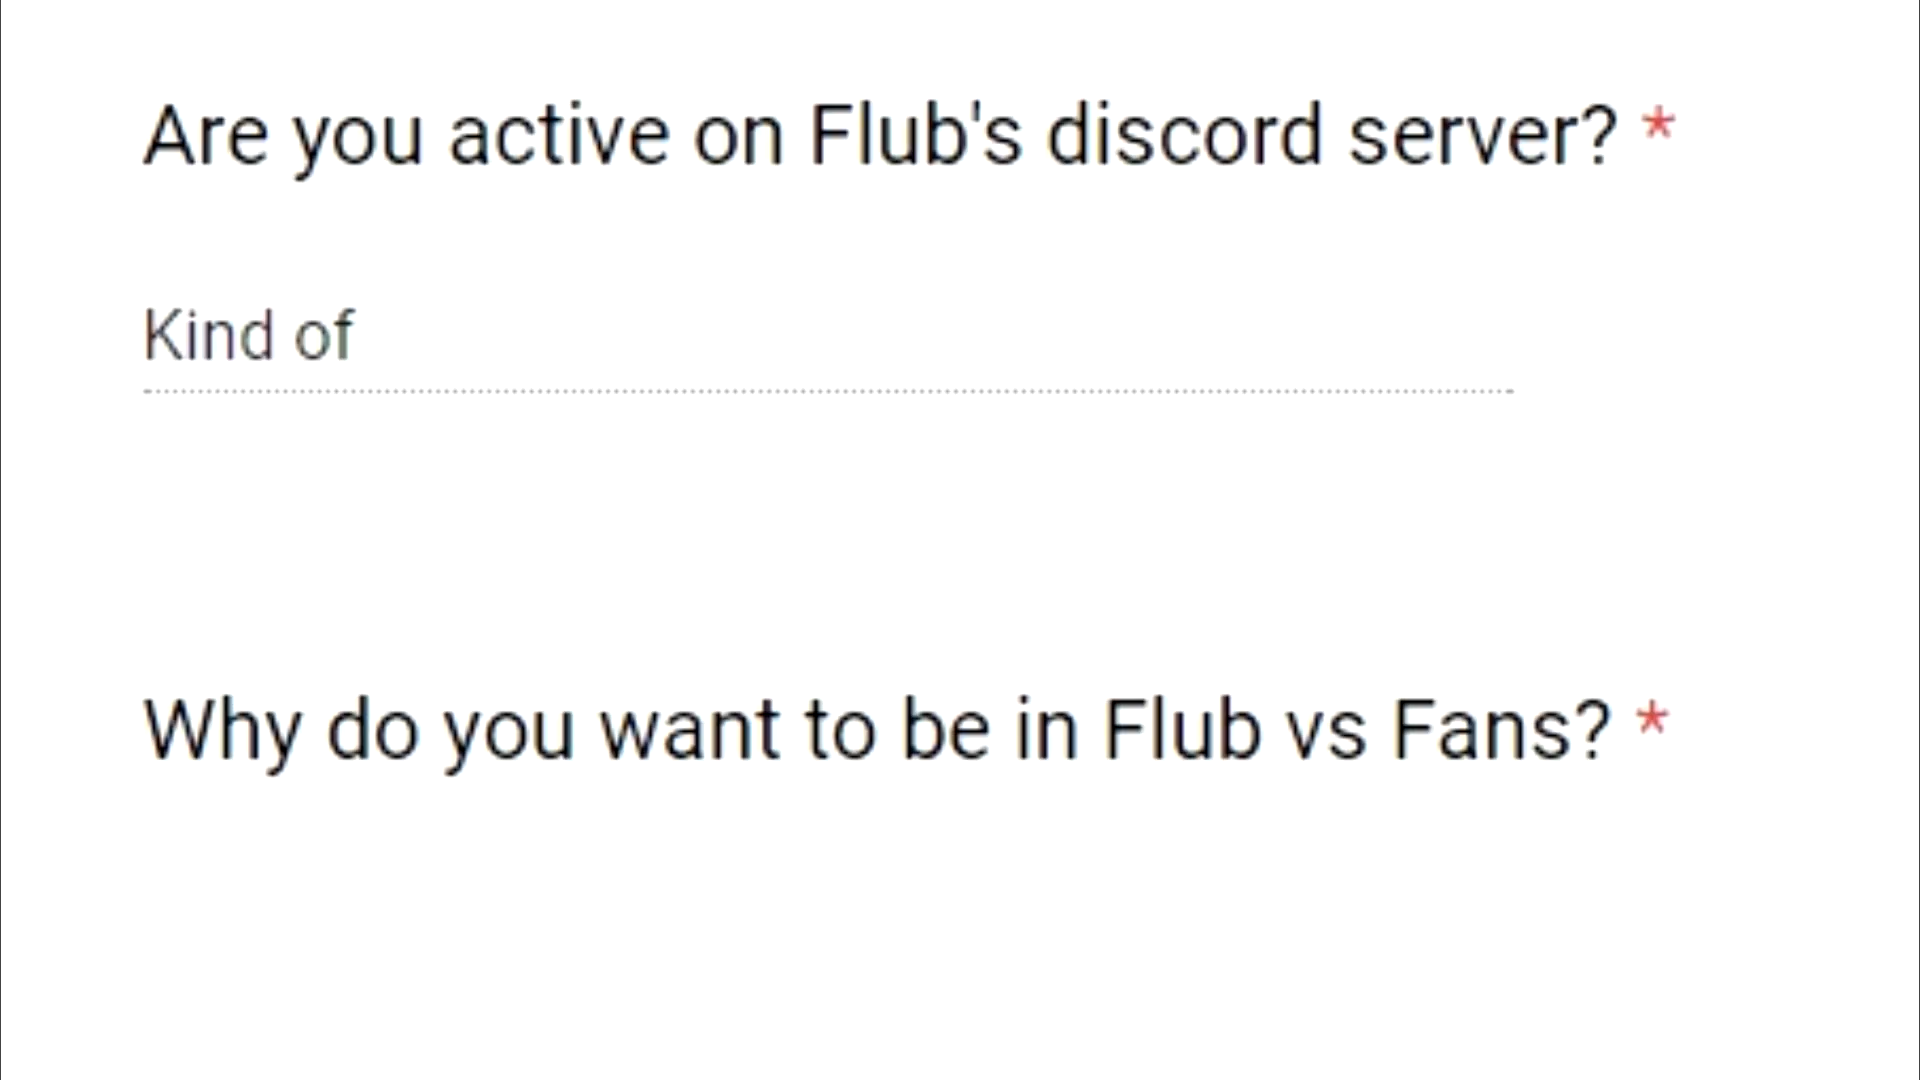 Are you active on Flub's discord server? *
Kind of
Why do you want to be in Flub vs Fans? *